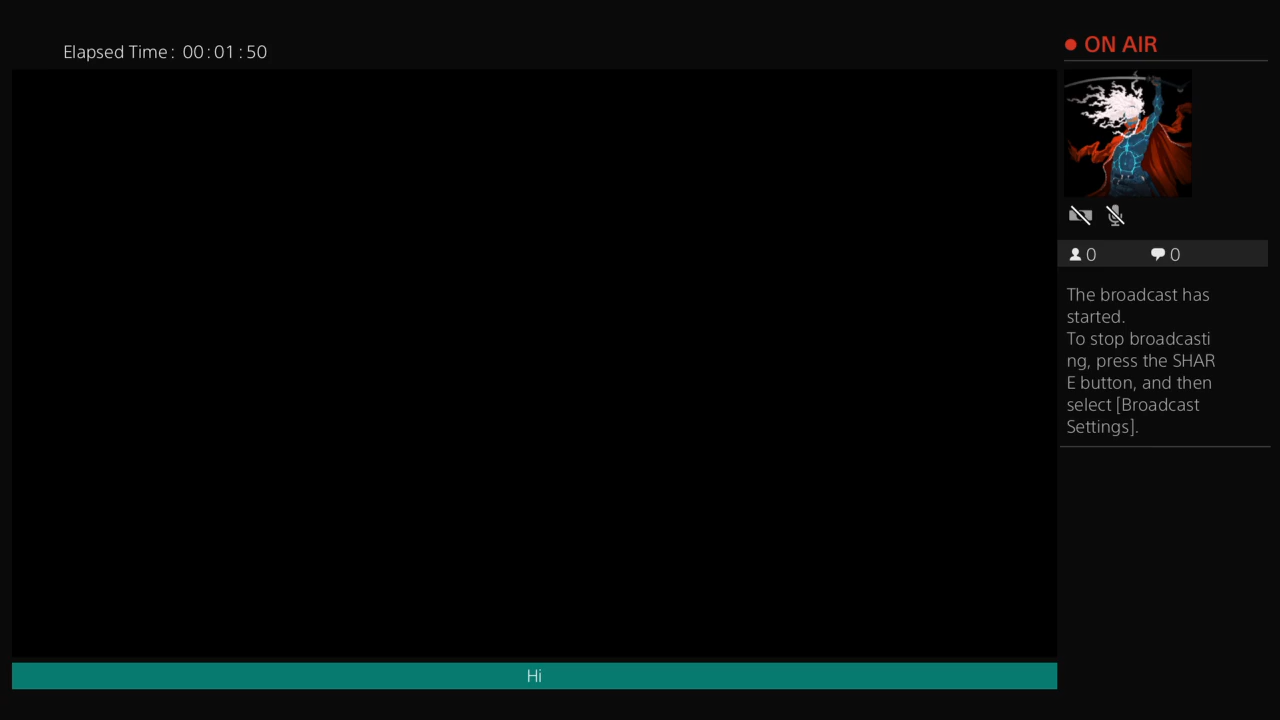 Elapsed Time: 00:01:50
ON AIR
0 0
The broadcast has
started.
To stop broadcasti
ng, press the SHAR
E button, and then
select [Broadcast
Settings].
Hi